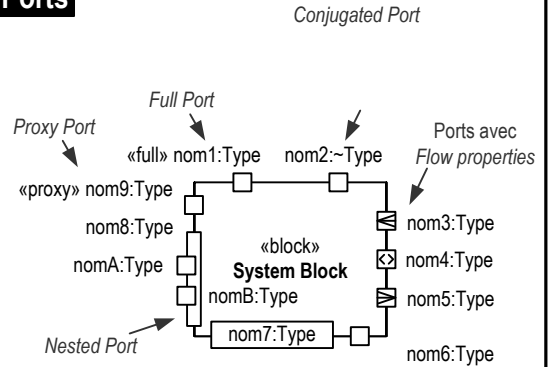 Ports
Conjugated Port
Full Port
Proxy Port
«full» nom1:Type
nom2:~Type
Ports avec
Flow properties
«proxy» nom9:Type
nom8:Type
nom3:Type
«block»
nomA:Type
System Block
nom4:Type
nomB:Type
nom5:Type
nom7:Type
Nested Port
nom6:Type